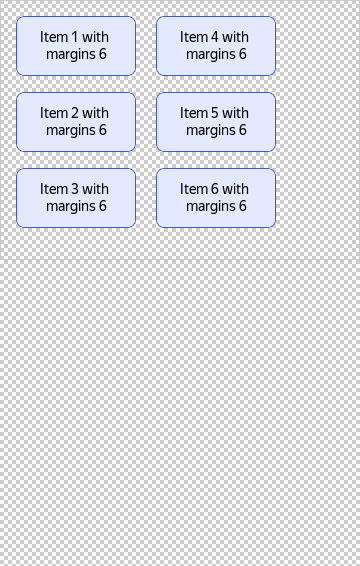 Item 1 with
margins 6
Item 2 with
margins 6
Item 3 with
margins 6
Item 4 with
margins 6
Item 5 with
margins 6
Item 6 with
margins 6